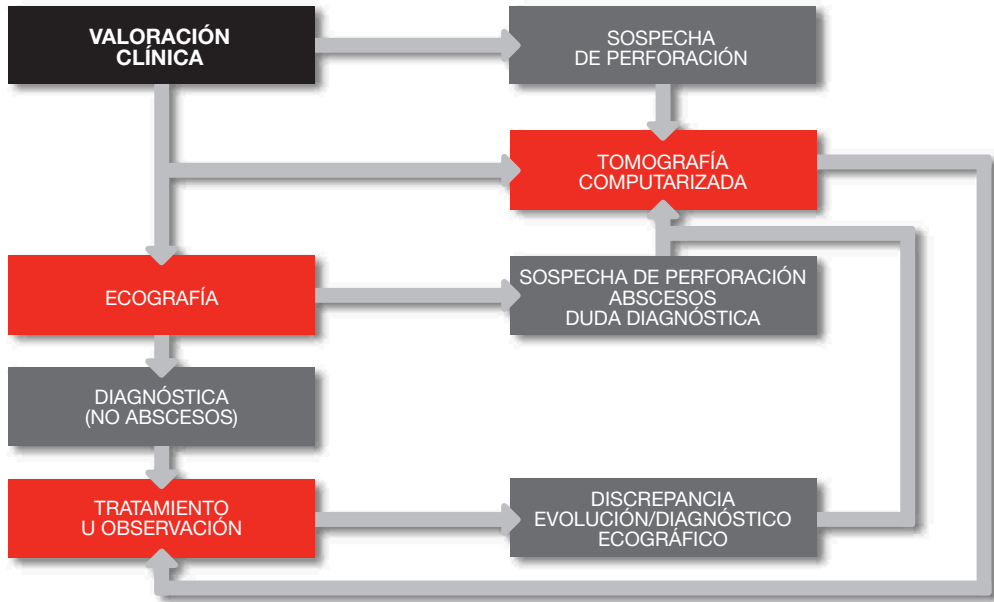 VALORACIÓN
CLÍNICA
SOSPECHA
DE PERFORACIÓN
TOMOGRAFÍA
COMPUTARIZADA
ECOGRAFÍA
SOSPECHA DE PERFORACIÓN
ABSCESOS
DUDA DIAGNÓSTICA
DIAGNÓSTICA
(NO ABSCESOS)
TRATAMIENTO
U OBSERVACIÓN
DISCREPANCIA
EVOLUCIÓN/DIAGNÓSTICO
ECOGRÁFICO